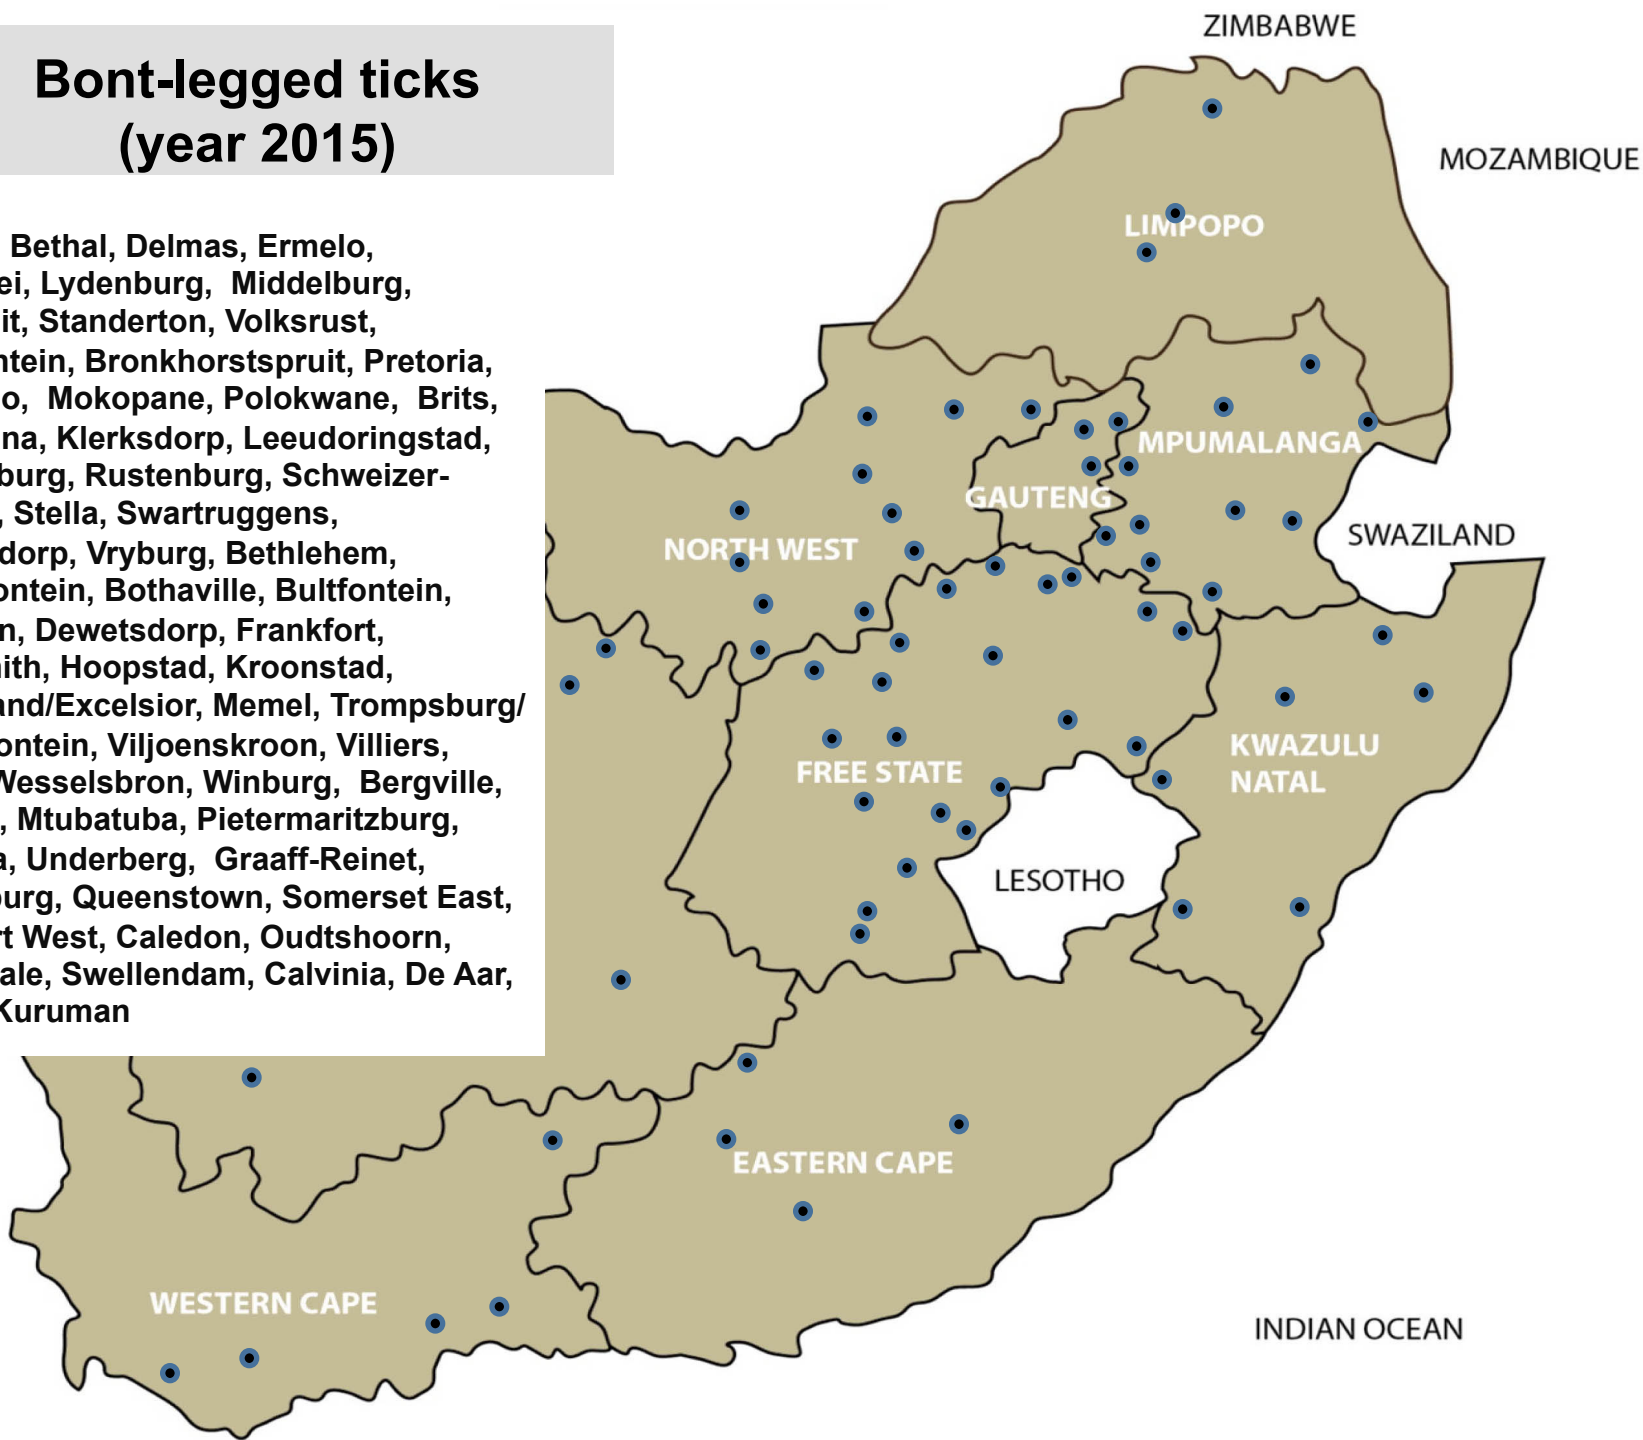 Bont-legged ticks
(year 2015)
Bethal, Delmas, Ermelo,
ei, Lydenburg, Middelburg,
it, Standerton, Volksrust,
ntein, Bronkhorstspruit, Pretoria,
o, Mokopane, Polokwane, Brits,
na, Klerksdorp, Leeudoringstad,
burg, Rustenburg, Schweizer-
, Stella, Swartruggens,
dorp, Vryburg, Bethlehem,
ontein, Bothaville, Bultfontein,
n, Dewetsdorp, Frankfort,
ith, Hoopstad, Kroonstad,
and/Excelsior, Memel, Trompsburg/
ontein, Viljoenskroon, Villiers,
Wesselsbron, Winburg, Bergville,
, Mtubatuba, Pietermaritzburg,
a, Underberg, Graaff-Reinet,
burg, Queenstown, Somerset East,
rt West, Caledon, Oudtshoorn,
ale, Swellendam, Calvinia, De Aar,
Kuruman
ZIMBABWE
MOZAMBIQUE
LIMPOPO
MPUMALANGA
GAUTENG
SWAZILAND
NORTH WEST
KWAZULU
NATAL
FREE STATE
LESOTHO
EASTERN CAPE
WESTERN CAPE
INDIAN OCEAN